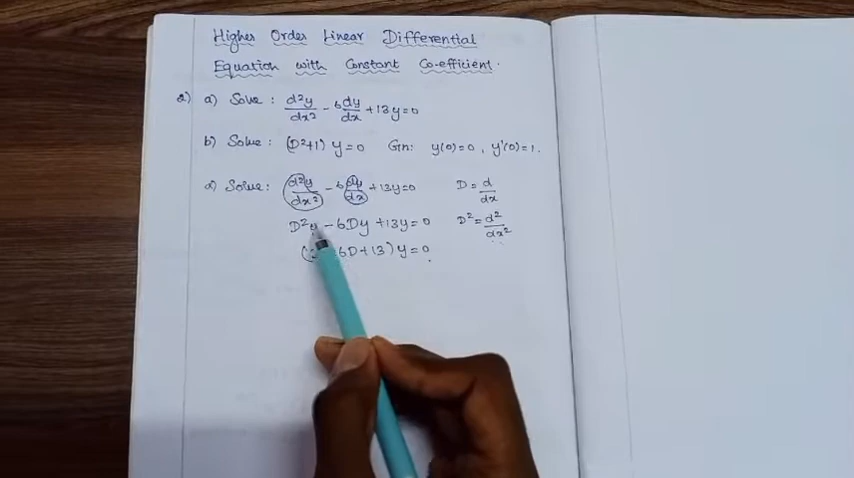 Higher Order Linear Differential
Equation with Constant Co-efficient.
2) a) Solve : d²y/dx² - 6dy/dx + 13y = 0
b) Solve : (D²+1) y = 0 Gn: y(0)=0 , y'(0)=1.
a) Solve : d²y/dx² - 6dy/dx + 13y=0 D = d/dx
D²y - 6Dy + 13y = 0 D² = d²/dx²
6D+13) y = 0